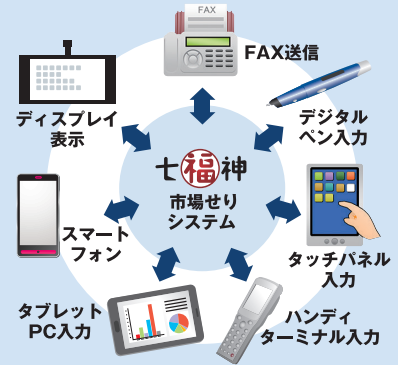 FAX
FAX送信
ディスプレイ
表示
デジタル
ペン入力
七福神
市場せり
システム
スマート
フォン
タッチパネル
入力
タブレット
PC入力
ハンディ
ターミナル入力